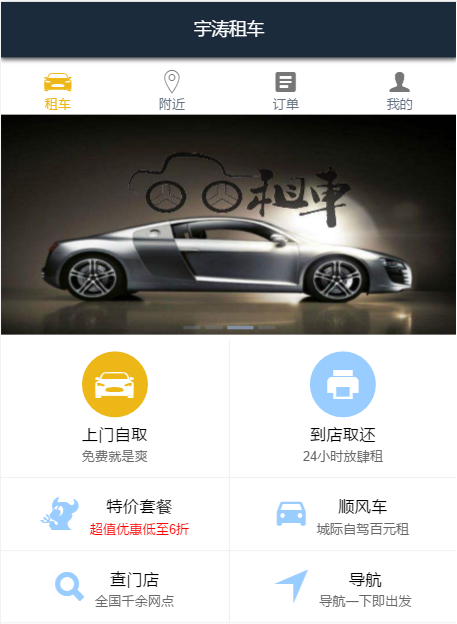 宇涛租车
租车
附近
订单
我的
租車
上门自取
免费就是爽
到店取还
24小时放肆租
特价套餐
超值优惠低至6折
顺风车
城际自驾百元租
查门店
全国千余网点
导航
导航一下即出发